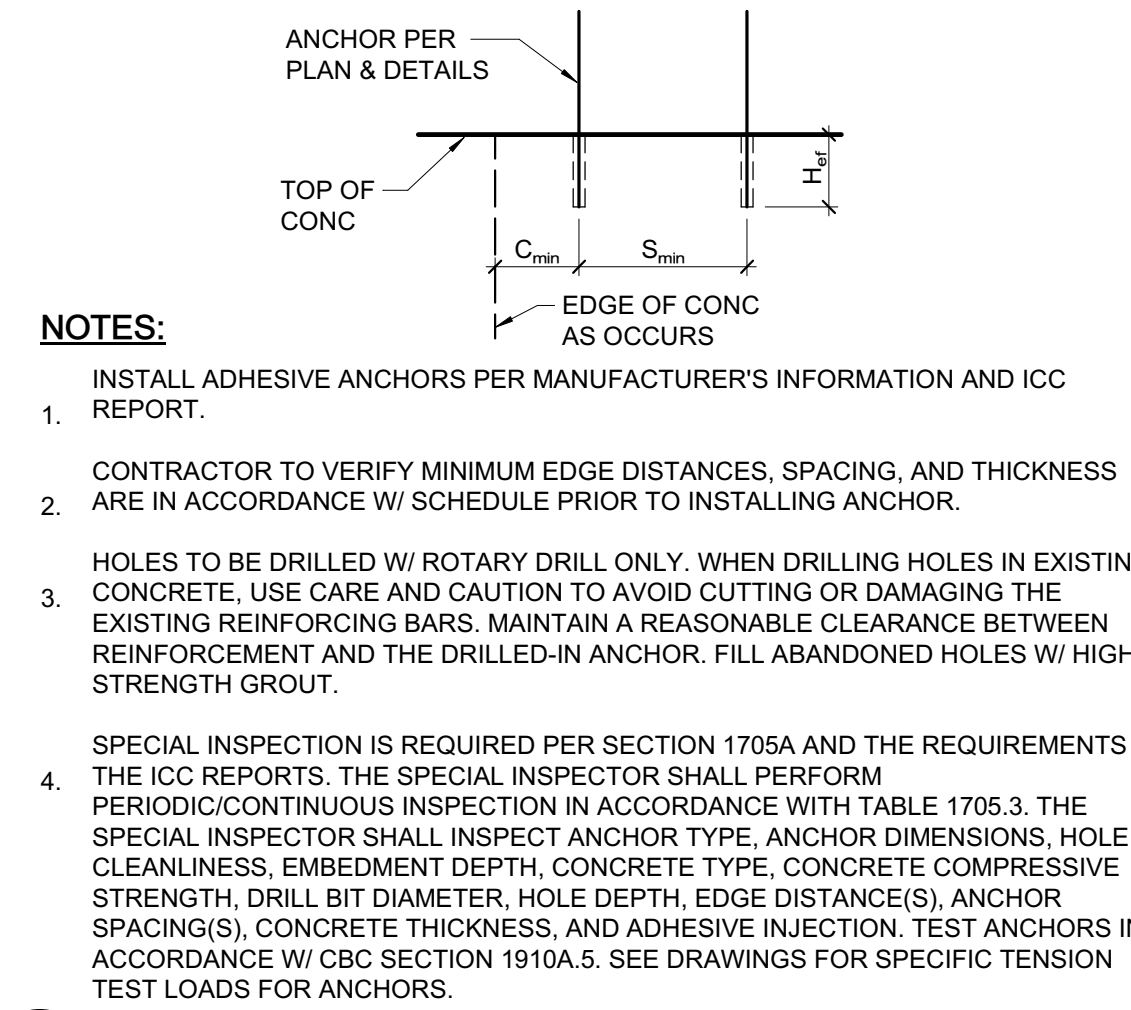 ANCHOR PER
PLAN & DETAILS
H_ef
TOP OF
CONC
C_min
S_min
EDGE OF CONC
AS OCCURS
NOTES:
INSTALL ADHESIVE ANCHORS PER MANUFACTURER'S INFORMATION AND ICC
1. REPORT.
CONTRACTOR TO VERIFY MINIMUM EDGE DISTANCES, SPACING, AND THICKNESS
2. ARE IN ACCORDANCE W/ SCHEDULE PRIOR TO INSTALLING ANCHOR.
HOLES TO BE DRILLED W/ ROTARY DRILL ONLY. WHEN DRILLING HOLES IN EXISTIN
3. CONCRETE, USE CARE AND CAUTION TO AVOID CUTTING OR DAMAGING THE
EXISTING REINFORCING BARS. MAINTAIN A REASONABLE CLEARANCE BETWEEN
REINFORCEMENT AND THE DRILLED-IN ANCHOR. FILL ABANDONED HOLES W/ HIGH
STRENGTH GROUT.
SPECIAL INSPECTION IS REQUIRED PER SECTION 1705A AND THE REQUIREMENTS
4. THE ICC REPORTS. THE SPECIAL INSPECTOR SHALL PERFORM
PERIODIC/CONTINUOUS INSPECTION IN ACCORDANCE WITH TABLE 1705.3. THE
SPECIAL INSPECTOR SHALL INSPECT ANCHOR TYPE, ANCHOR DIMENSIONS, HOLE
CLEANLINESS, EMBEDMENT DEPTH, CONCRETE TYPE, CONCRETE COMPRESSIVE
STRENGTH, DRILL BIT DIAMETER, HOLE DEPTH, EDGE DISTANCE(S), ANCHOR
SPACING(S), CONCRETE THICKNESS, AND ADHESIVE INJECTION. TEST ANCHORS IN
ACCORDANCE W/ CBC SECTION 1910A.5. SEE DRAWINGS FOR SPECIFIC TENSION
TEST LOADS FOR ANCHORS.